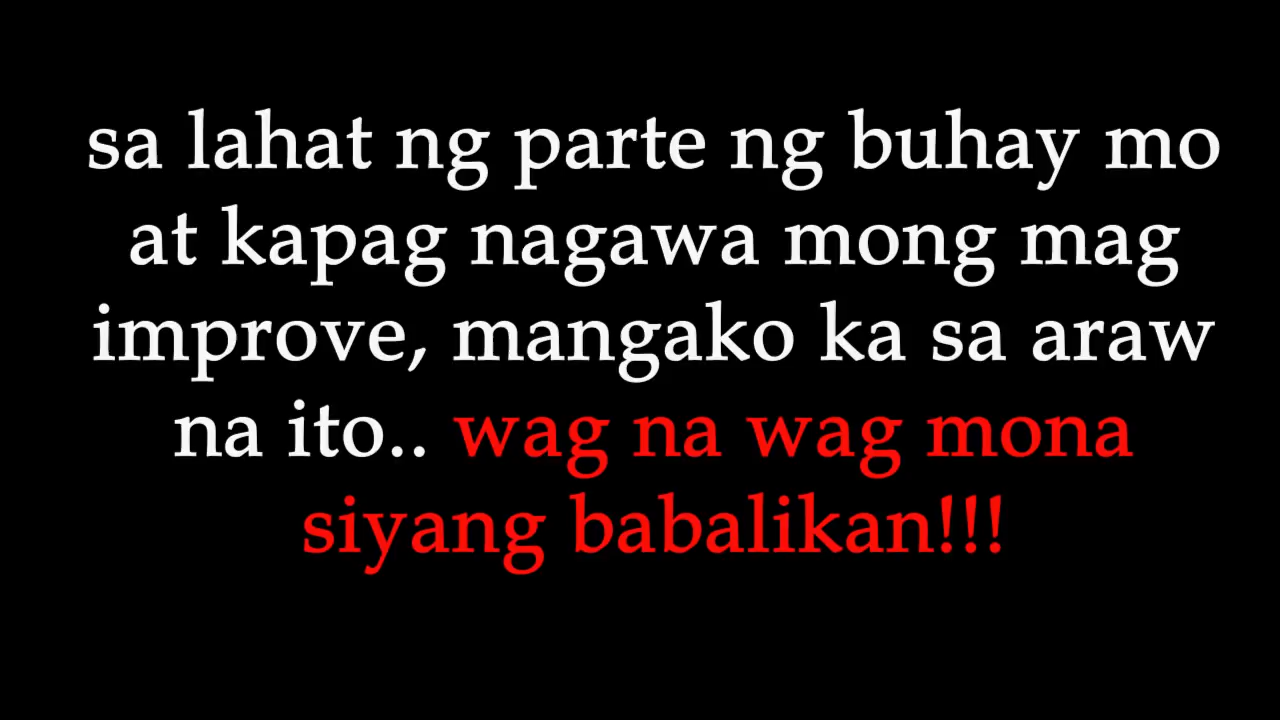 sa lahat ng parte ng buhay mo
at kapag nagawa mong mag
improve, mangako ka sa araw
na ito.. wag na wag mona
siyang babalikan!!!